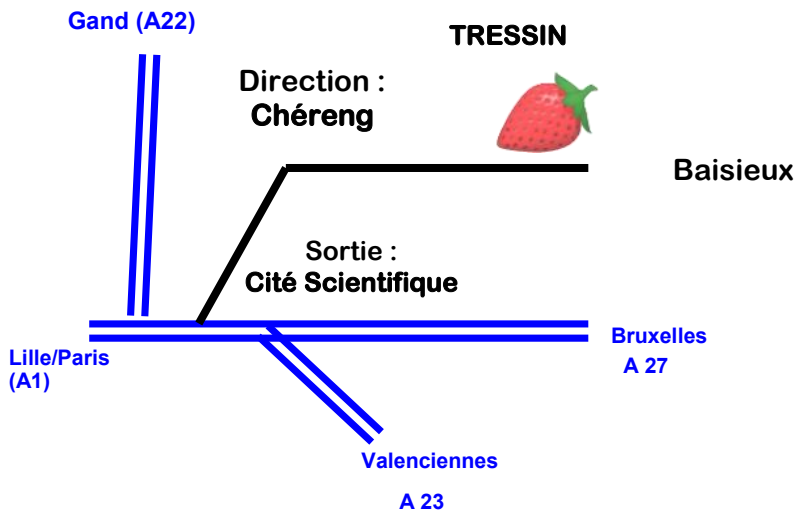 Gand (A22)
TRESSIN
Direction :
Chéreng
Baisieux
Sortie :
Cité Scientifique
Lille/Paris
(A1)
Bruxelles
A 27
Valenciennes
A 23